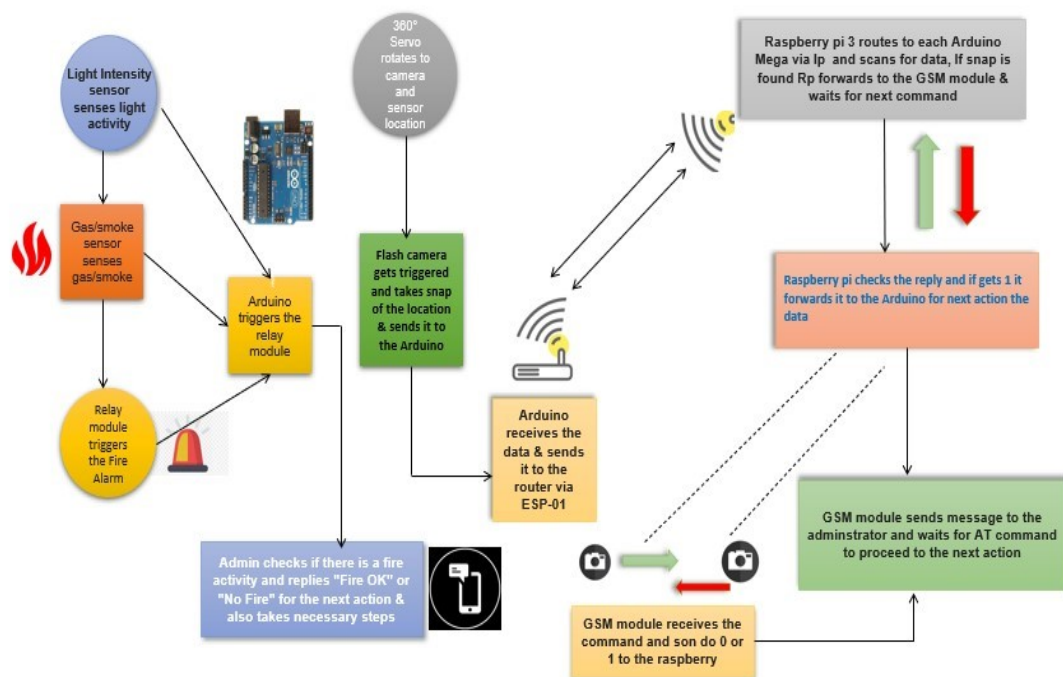 Light Intensity
sensor
senses light
activity
Gas/smoke
sensor
senses
gas/smoke
Relay
module
triggers
the Fire
Alarm
Arduino
triggers the
relay
module
360°
Servo
rotates to
camera
and
sensor
location
Flash camera
gets triggered
and takes snap
of the location
& sends it to
the Arduino
Arduino
receives the
data & sends
it to the
router via
ESP-01
Raspberry pi 3 routes to each Arduino
Mega via Ip and scans for data, If snap is
found Rp forwards to the GSM module &
waits for next command
Raspberry pi checks the reply and if gets 1 it
forwards it to the Arduino for next action the
data
GSM module sends message to the
adminstrator and waits for AT command
to proceed to the next action
GSM module receives the
command and son do 0 or
1 to the raspberry
Admin checks if there is a fire
activity and replies "Fire OK" or
"No Fire" for the next action &
also takes necessary steps